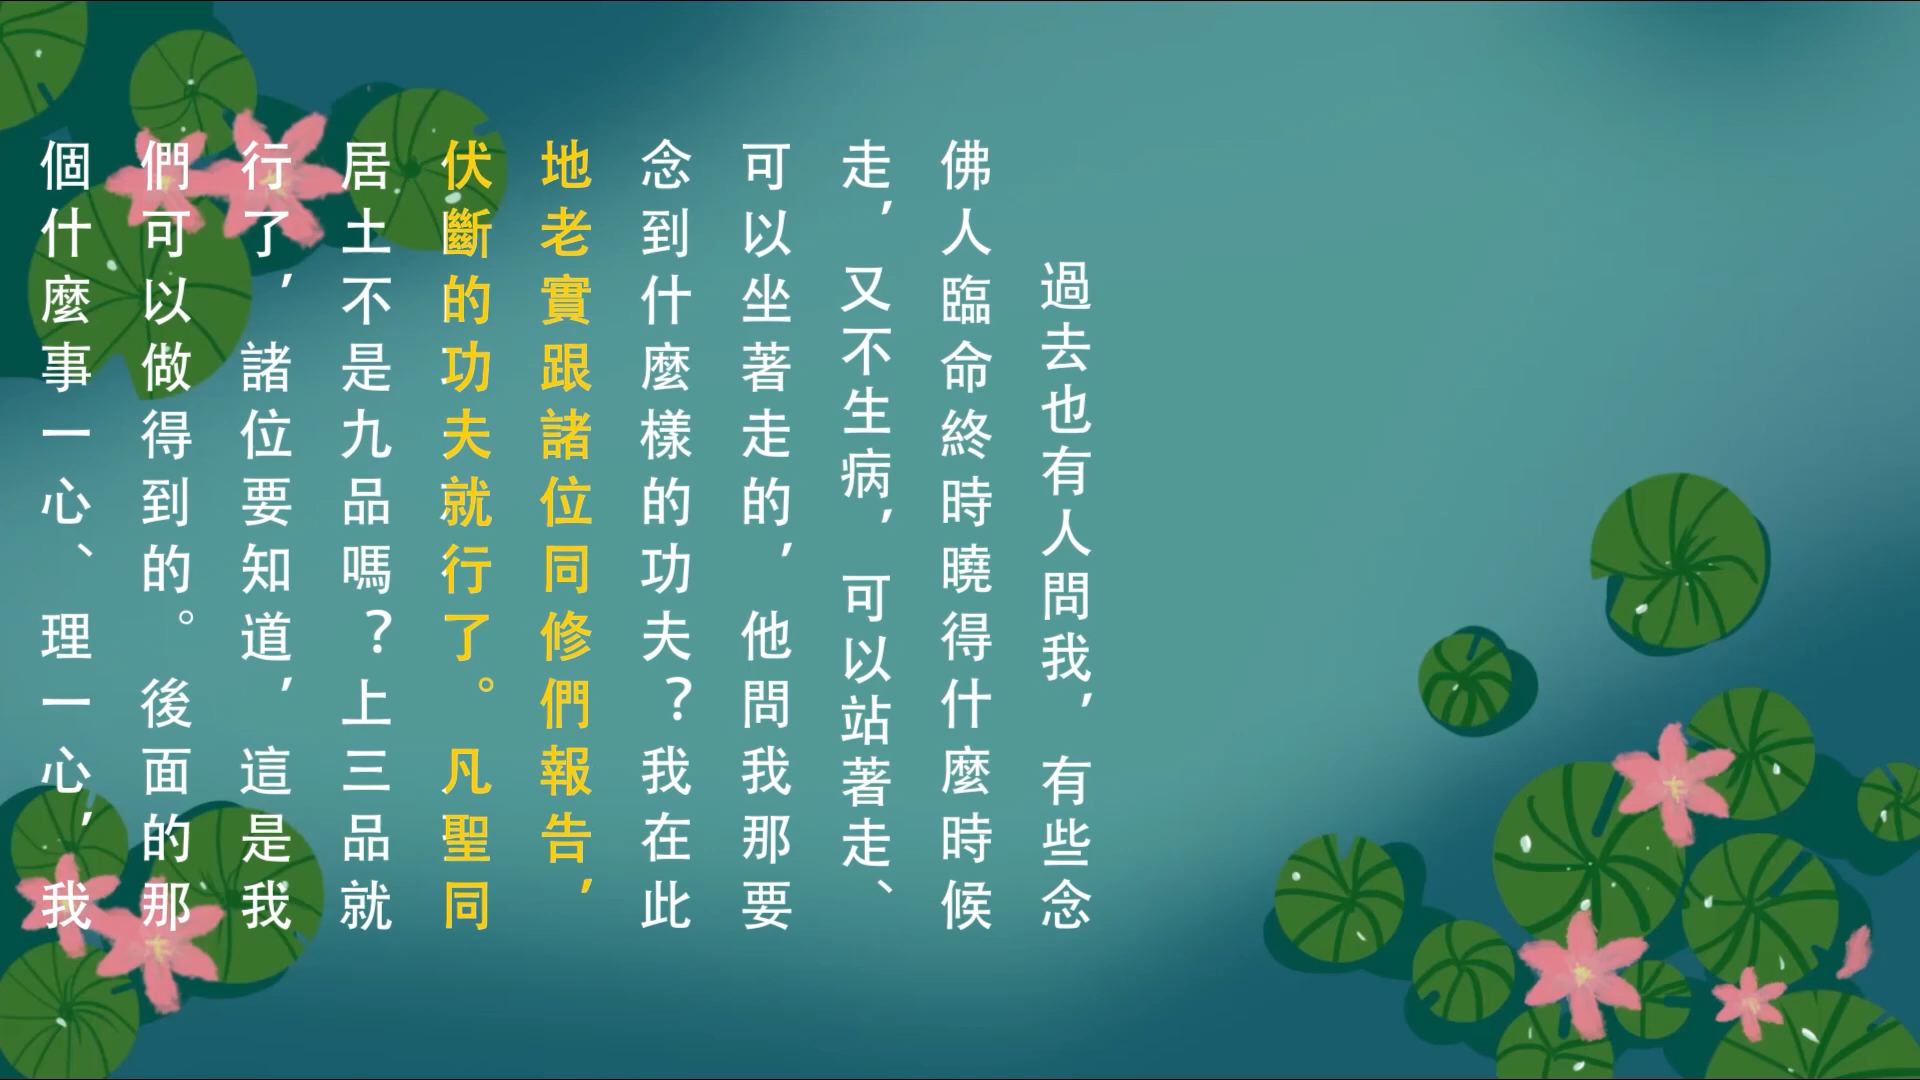 過去也有人問我，有些念
佛人臨命終時曉得什麼時候
走，又不生病，可以站著走、
可以坐著走的，他問我那要
念到什麼樣的功夫？我在此
地老實跟諸位同修們報告，
伏斷的功夫就行了。凡聖同
居土不是九品嗎？上三品就
行了，諸位要知道，這是我
們可以做得到的。後面的那
個什麼事一心、理一心，我